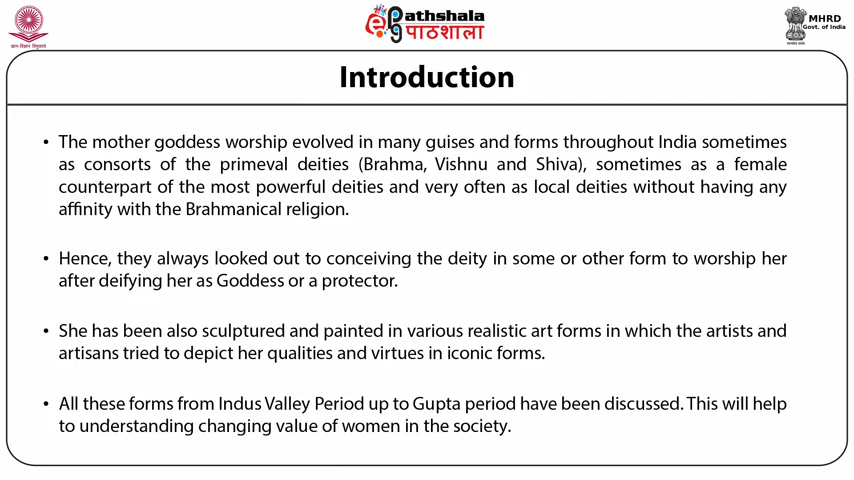 Pathshala
पाठशाला
MHRD
Govt. of India
Introduction
• The mother goddess worship evolved in many guises and forms throughout India sometimes
as consorts of the primeval deities (Brahma, Vishnu and Shiva), sometimes as a female
counterpart of the most powerful deities and very often as local deities without having any
affinity with the Brahmanical religion.
• Hence, they always looked out to conceiving the deity in some or other form to worship her
after deifying her as Goddess or a protector.
• She has been also sculptured and painted in various realistic art forms in which the artists and
artisans tried to depict her qualities and virtues in iconic forms.
• All these forms from Indus Valley Period up to Gupta period have been discussed. This will help
to understanding changing value of women in the society.